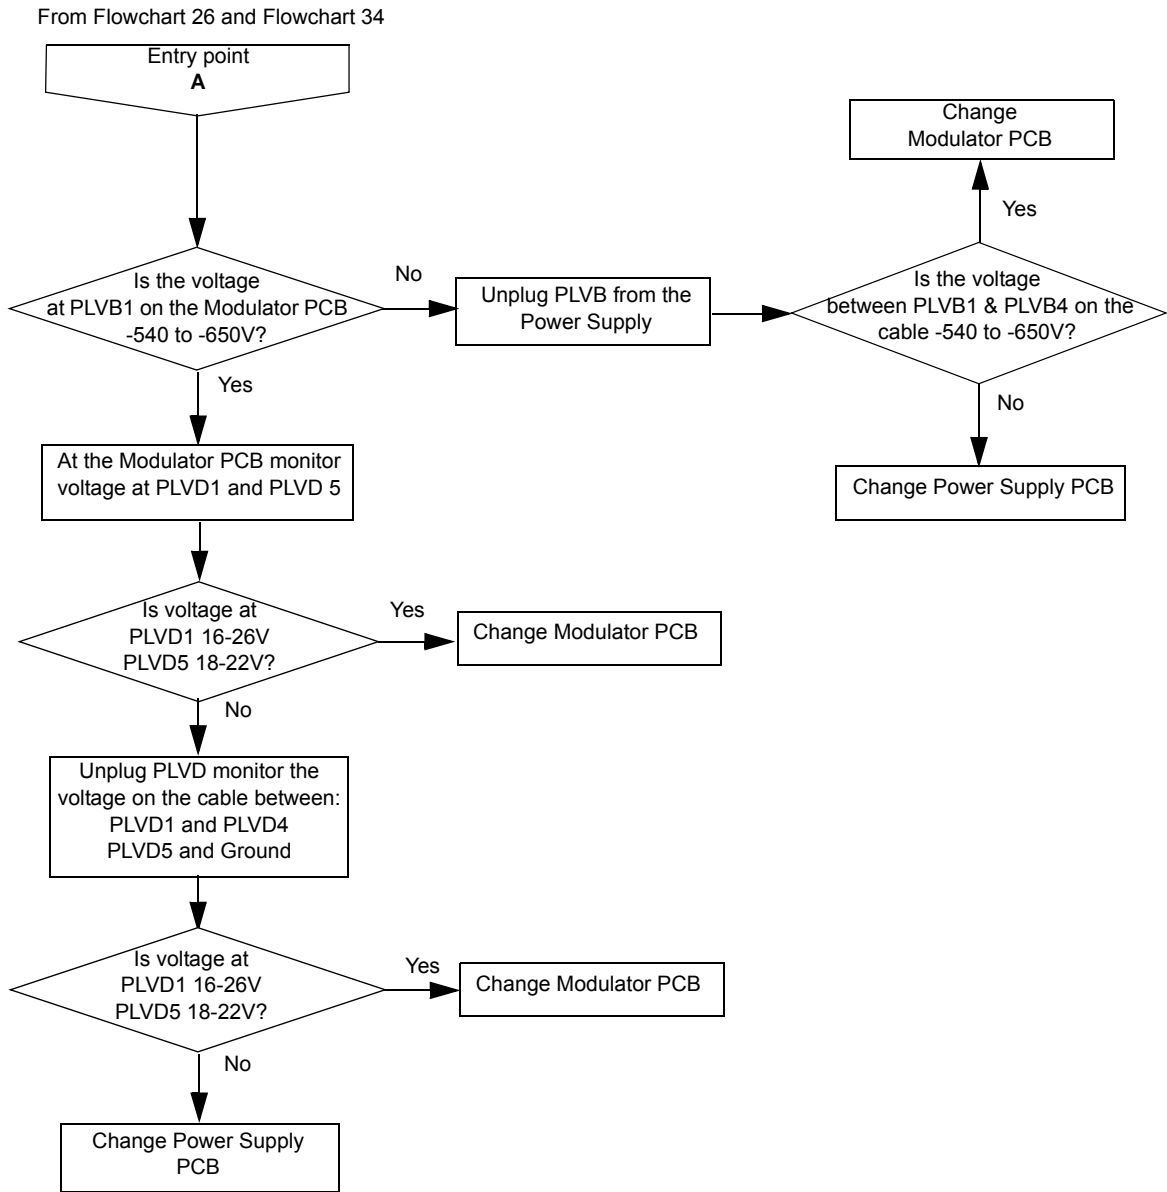 From Flowchart 26 and Flowchart 34
Entry point
A
Is the voltage
at PLVB1 on the Modulator PCB
-540 to -650V?
No
Unplug PLVB from the
Power Supply
Is the voltage
between PLVB1 & PLVB4 on the
cable -540 to -650V?
Yes
Change
Modulator PCB
No
Change Power Supply PCB
Yes
At the Modulator PCB monitor
voltage at PLVD1 and PLVD 5
Is voltage at
PLVD1 16-26V
PLVD5 18-22V?
Yes
Change Modulator PCB
No
Unplug PLVD monitor the
voltage on the cable between:
PLVD1 and PLVD4
PLVD5 and Ground
Is voltage at
PLVD1 16-26V
PLVD5 18-22V?
Yes
Change Modulator PCB
No
Change Power Supply
PCB